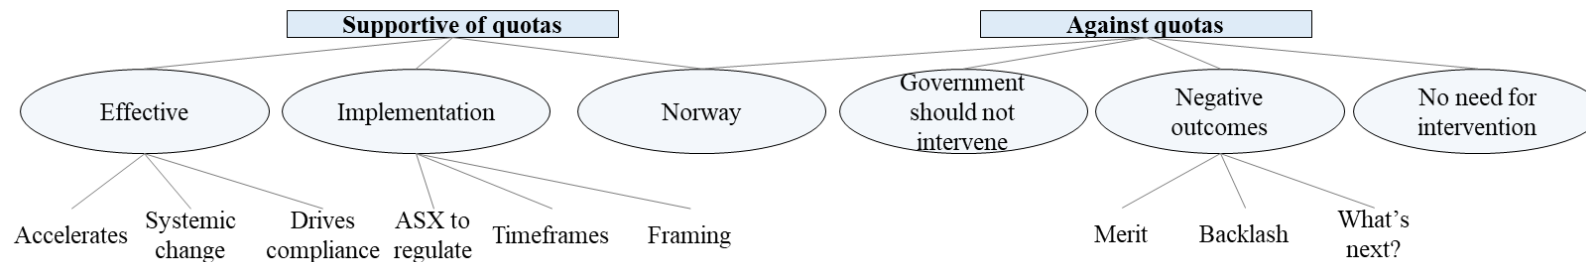 Supportive of quotas
Against quotas
Effective
Implementation
Norway
Government
should not
intervene
Negative
outcomes
No need for
intervention
Accelerates
Systemic
change
Drives
compliance
ASX to
regulate
Timeframes
Framing
Merit
Backlash
What’s
next?